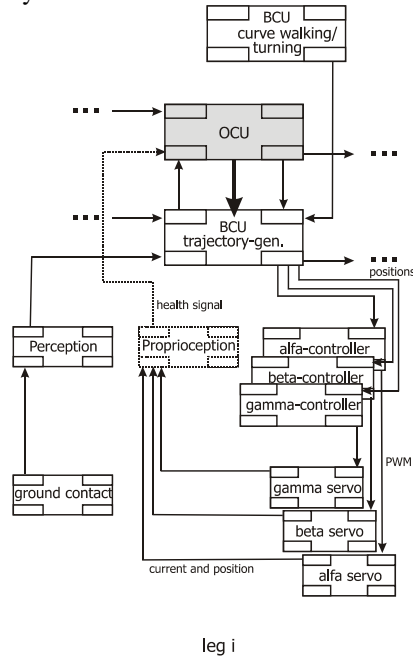 BCU
curve walking/
turning
OCU
BCU
trajectory-gen.
positions
health signal
Perception
Proprioception
alfa-controller
beta-controller
gamma-controller
PWM
ground contact
gamma servo
beta servo
current and position
alfa servo
leg i